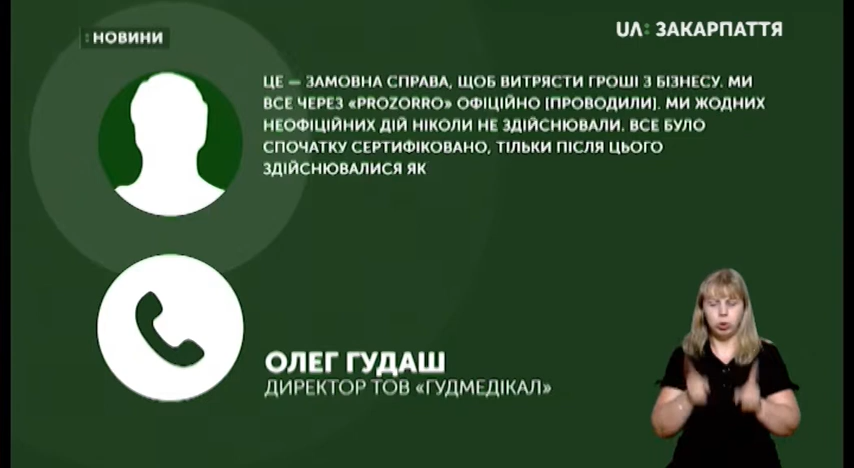 : НОВИНИ
UA: ЗАКАРПАТТЯ
ЦЕ — ЗАМОВНА СПРАВА, ЩОБ ВИТРЯСТИ ГРОШІ З БІЗНЕСУ. МИ
ВСЕ ЧЕРЕЗ «PROZORRO» ОФІЦІЙНО [ПРОВОДИЛИ]. МИ ЖОДНИХ
НЕОФІЦІЙНИХ ДІЙ НІКОЛИ НЕ ЗДІЙСНЮВАЛИ. ВСЕ БУЛО
СПОЧАТКУ СЕРТИФІКОВАНО, ТІЛЬКИ ПІСЛЯ ЦЬОГО
ЗДІЙСНЮВАЛИСЯ ЯК
ОЛЕГ ГУДАШ
ДИРЕКТОР ТОВ «ГУДМЕДІКАЛ»